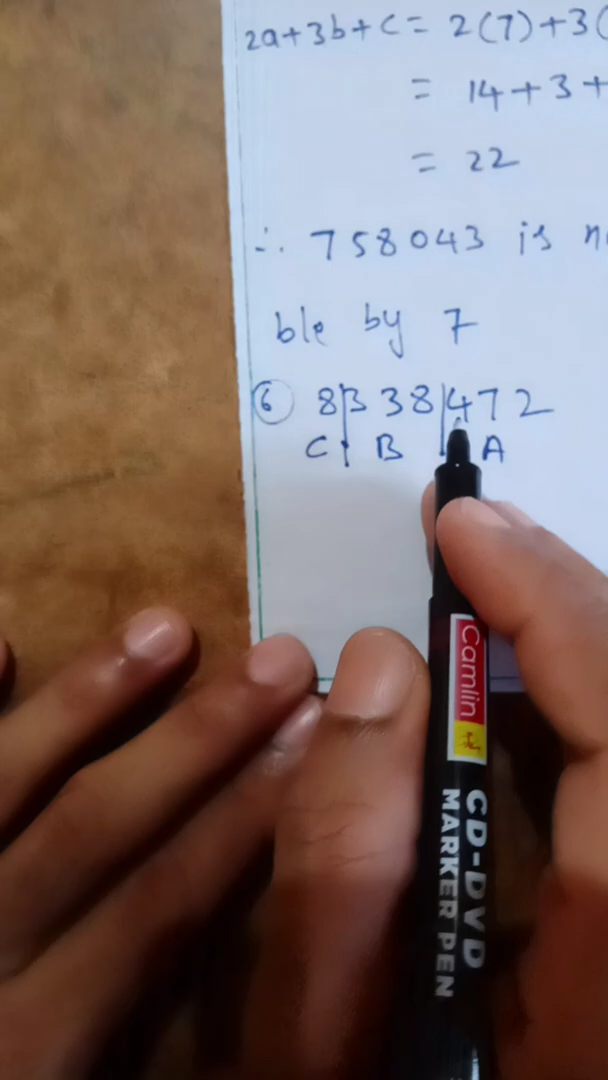 2a+3b+c = 2(7)+3(
= 14+3+
= 22
∴ 758043 is
ble by 7
6 8|338|472
C B A
Camlin
CD-DVD
MARKER PEN